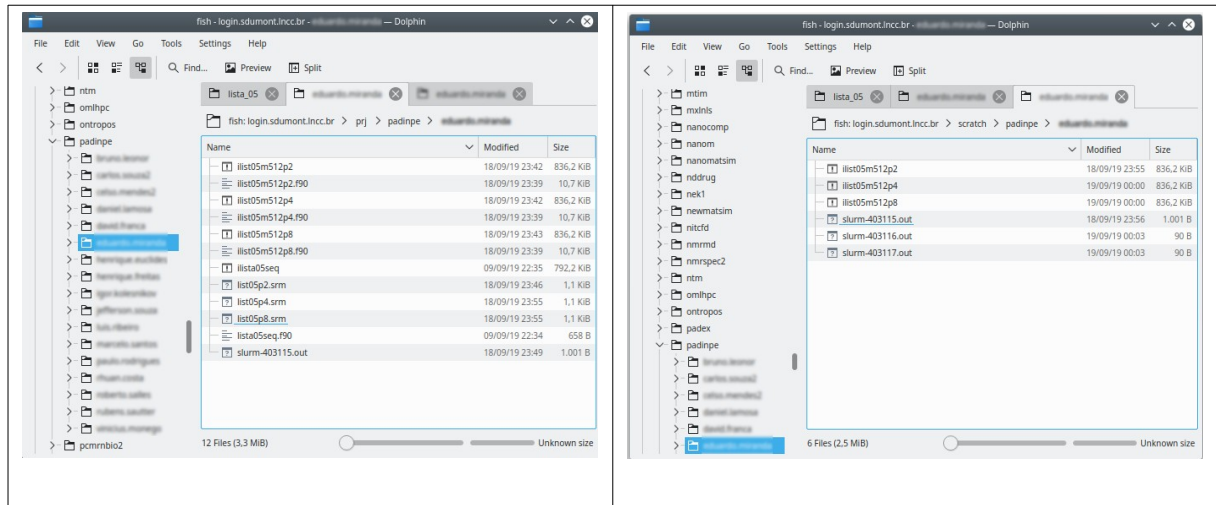 fish - login.sdumont.lncc.br - — Dolphin
File Edit View Go Tools Settings Help
Find... Preview Split
ntm
omlhpc
ontropos
padinpe
pcmrnbio2
lista_05
fish: login.sdumont.lncc.br > prj > padinpe >
Name Modified Size
ilist05m512p2 18/09/19 23:42 836,2 KiB
ilist05m512p2.f90 18/09/19 23:39 10,7 KiB
ilist05m512p4 18/09/19 23:42 836,2 KiB
ilist05m512p4.f90 18/09/19 23:39 10,7 KiB
ilist05m512p8 18/09/19 23:43 836,2 KiB
ilist05m512p8.f90 18/09/19 23:39 10,7 KiB
ilista05seq 09/09/19 22:35 792,2 KiB
list05p2.srm 18/09/19 23:46 1,1 KiB
list05p4.srm 18/09/19 23:55 1,1 KiB
list05p8.srm 18/09/19 23:55 1,1 KiB
lista05seq.f90 09/09/19 22:34 658 B
slurm-403115.out 18/09/19 23:49 1.001 B
12 Files (3,3 MiB) Unknown size
fish - login.sdumont.lncc.br - — Dolphin
File Edit View Go Tools Settings Help
Find... Preview Split
mtim
mxlnls
nanocomp
nanom
nanomatsim
nddrug
nek1
newmatsim
nitcfd
nmrmd
nmrspec2
ntm
omlhpc
ontropos
padex
padinpe
lista_05
fish: login.sdumont.lncc.br > scratch > padinpe >
Name Modified Size
ilist05m512p2 18/09/19 23:55 836,2 KiB
ilist05m512p4 19/09/19 00:00 836,2 KiB
ilist05m512p8 19/09/19 00:00 836,2 KiB
slurm-403115.out 18/09/19 23:56 1.001 B
slurm-403116.out 19/09/19 00:03 90 B
slurm-403117.out 19/09/19 00:03 90 B
6 Files (2,5 MiB) Unknown size